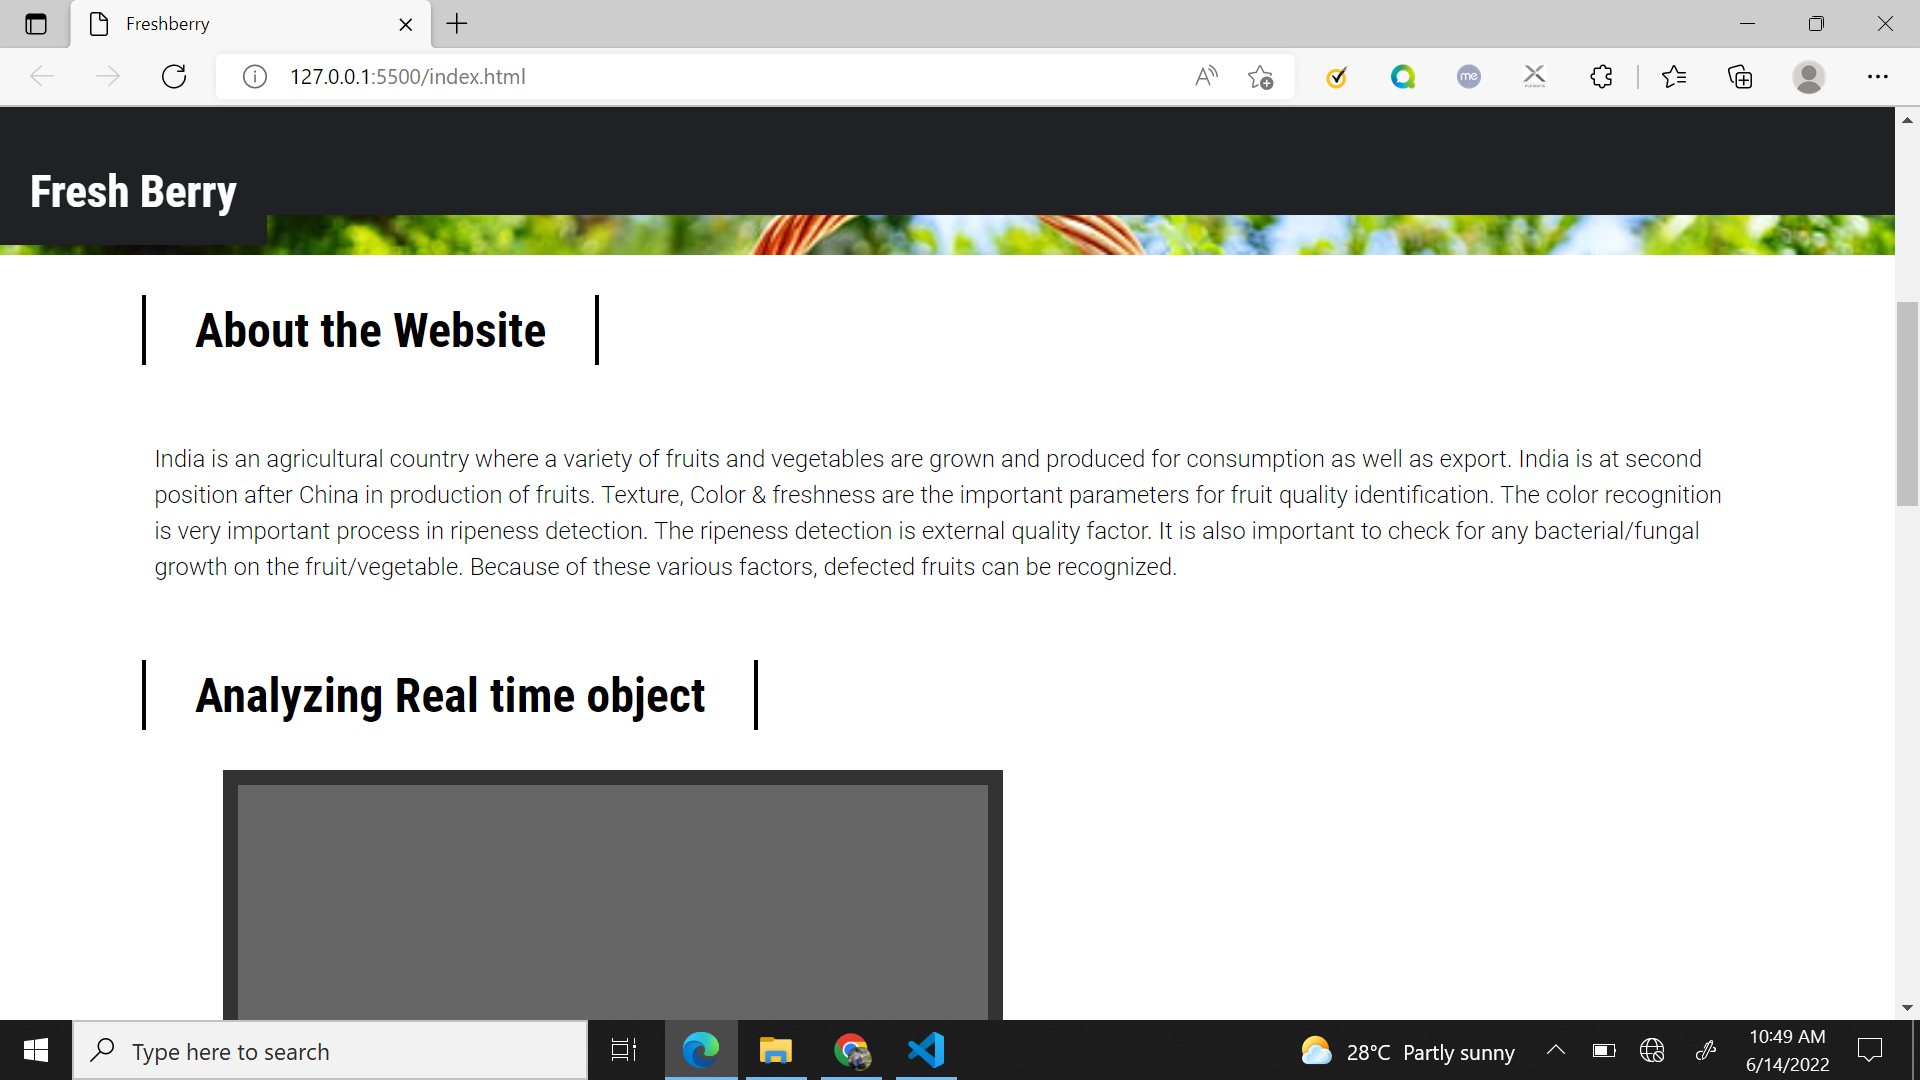 Freshberry
127.0.0.1:5500/index.html
Fresh Berry
About the Website
India is an agricultural country where a variety of fruits and vegetables are grown and produced for consumption as well as export. India is at second
position after China in production of fruits. Texture, Color & freshness are the important parameters for fruit quality identification. The color recognition
is very important process in ripeness detection. The ripeness detection is external quality factor. It is also important to check for any bacterial/fungal
growth on the fruit/vegetable. Because of these various factors, defected fruits can be recognized.
Analyzing Real time object
Type here to search
28°C Partly sunny
10:49 AM
6/14/2022